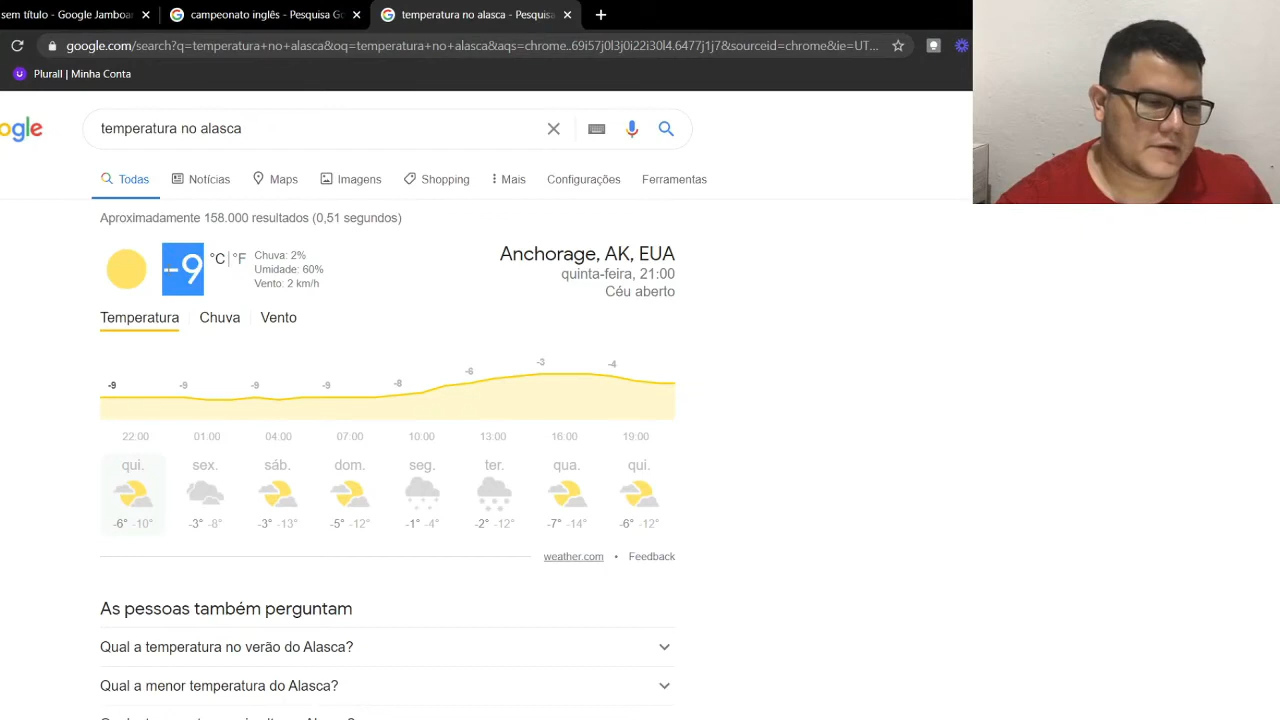 sem título - Google Jamboar
campeonato inglês - Pesquisa Go
temperatura no alasca - Pesquisa
google.com/search?q=temperatura+no+alasca&oq=temperatura+no+alasca&aqs=chrome..69i57j0l3j0i22i30l4.6477j1j7&sourceid=chrome&ie=UT...
Plurall | Minha Conta
ogle
temperatura no alasca
Todas Notícias Maps Imagens Shopping Mais Configurações Ferramentas
Aproximadamente 158.000 resultados (0,51 segundos)
-9 °C | °F
Chuva: 2%
Umidade: 60%
Vento: 2 km/h
Anchorage, AK, EUA
quinta-feira, 21:00
Céu aberto
Temperatura Chuva Vento
-9 -9 -9 -9 -8 -6 -3 -4
22:00 01:00 04:00 07:00 10:00 13:00 16:00 19:00
qui. sex. sáb. dom. seg. ter. qua. qui.
-6° -10° -3° -8° -3° -13° -5° -12° -1° -4° -2° -12° -7° -14° -6° -12°
weather.com • Feedback
As pessoas também perguntam
Qual a temperatura no verão do Alasca?
Qual a menor temperatura do Alasca?